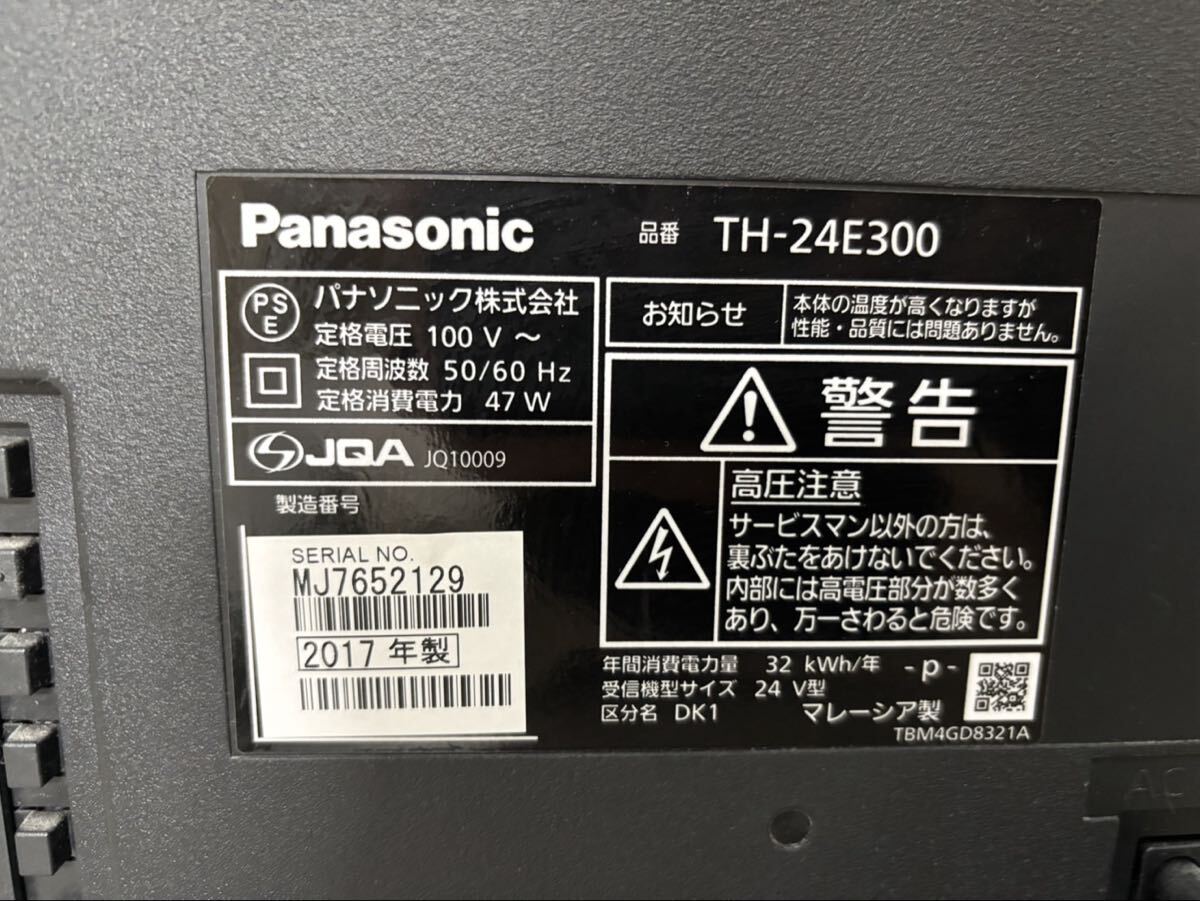 Panasonic
品番 TH-24E300
PS
E
パナソニック株式会社
定格電圧 100 V ～
定格周波数 50/60 Hz
定格消費電力 47 W
JQA JQ10009
製造番号
SERIAL NO.
MJ7652129
2017 年製
お知らせ
本体の温度が高くなりますが
性能・品質には問題ありません。
警告
高圧注意
サービスマン以外の方は、
裏ぶたをあけないでください。
内部には高電圧部分が数多く
あり、万一さわると危険です。
年間消費電力量 32 kWh/年 -p-
受信機型サイズ 24 V型
区分名 DK1 マレーシア製
TBM4GD8321A
AC